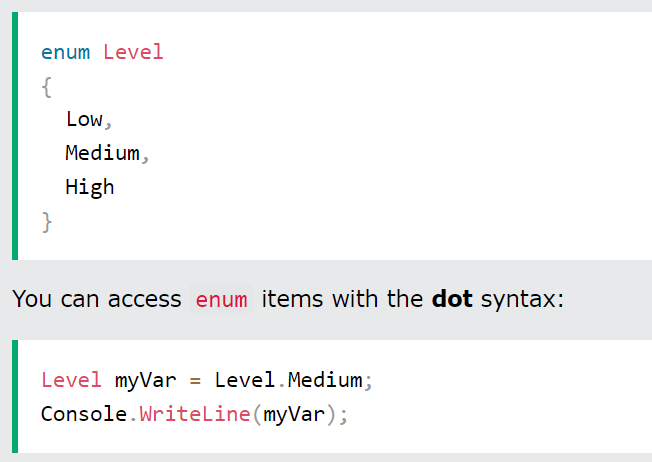 enum Level
{
  Low,
  Medium,
  High
}
You can access enum items with the dot syntax:
Level myVar = Level.Medium;
Console.WriteLine(myVar);